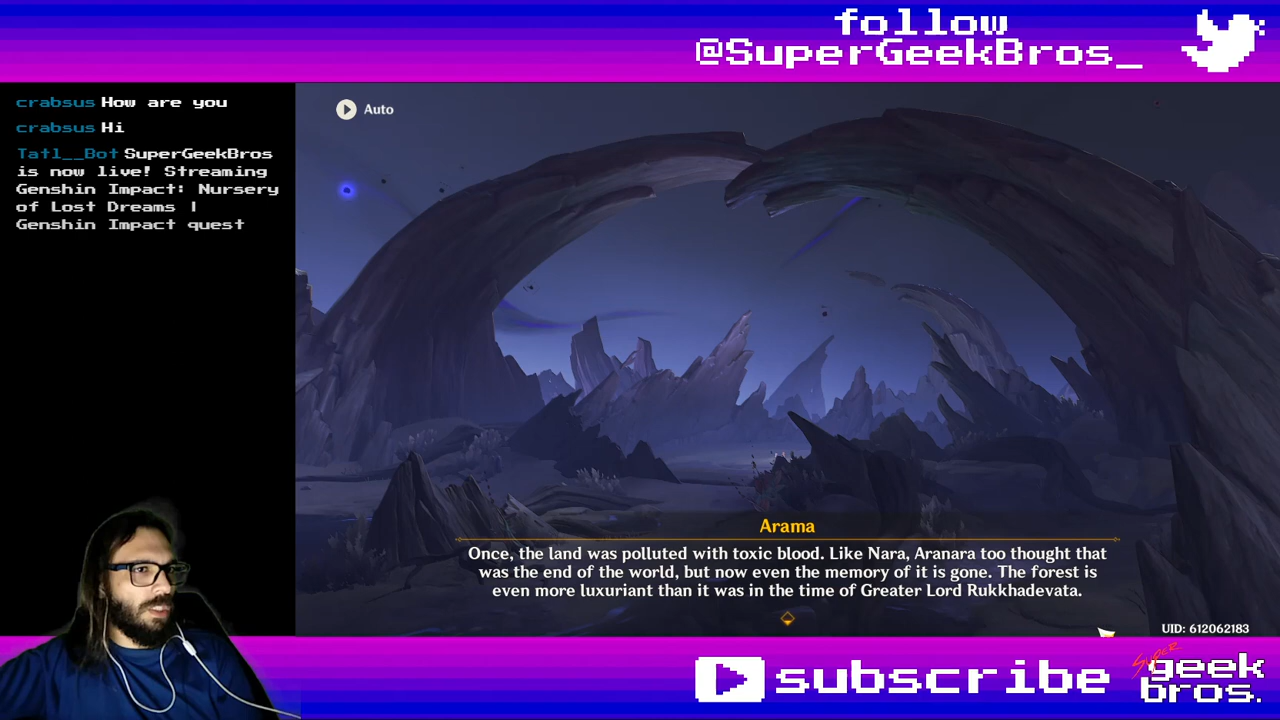 follow
@SuperGeekBros_
crabsus How are you
crabsus Hi
Tatl__Bot SuperGeekBros
is now live! Streaming
Genshin Impact: Nursery
of Lost Dreams |
Genshin Impact quest
Auto
Arama
Once, the land was polluted with toxic blood. Like Nara, Aranara too thought that
was the end of the world, but now even the memory of it is gone. The forest is
even more luxuriant than it was in the time of Greater Lord Rukkhadevata.
UID: 612062183
subscribe
super
geek
bros.